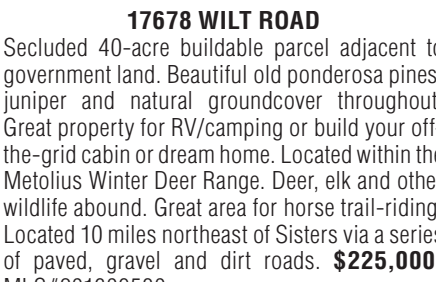 17678 WILT ROAD
Secluded 40-acre buildable parcel adjacent to
government land. Beautiful old ponderosa pines,
juniper and natural groundcover throughout.
Great property for RV/camping or build your off-
the-grid cabin or dream home. Located within the
Metolius Winter Deer Range. Deer, elk and other
wildlife abound. Great area for horse trail-riding.
Located 10 miles northeast of Sisters via a series
of paved, gravel and dirt roads. $225,000.